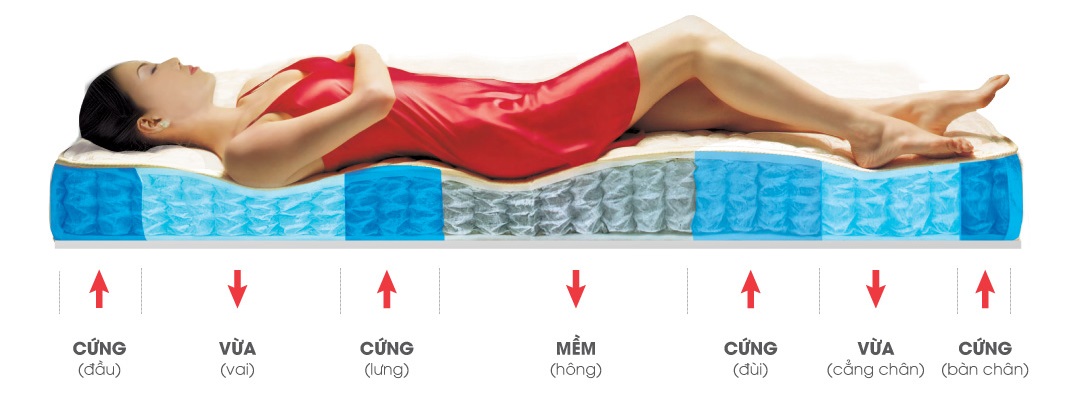 CỨNG
(đầu)
VỪA
(vai)
CỨNG
(lưng)
MỀM
(hông)
CỨNG
(đùi)
VỪA
(cẳng chân)
CỨNG
(bàn chân)